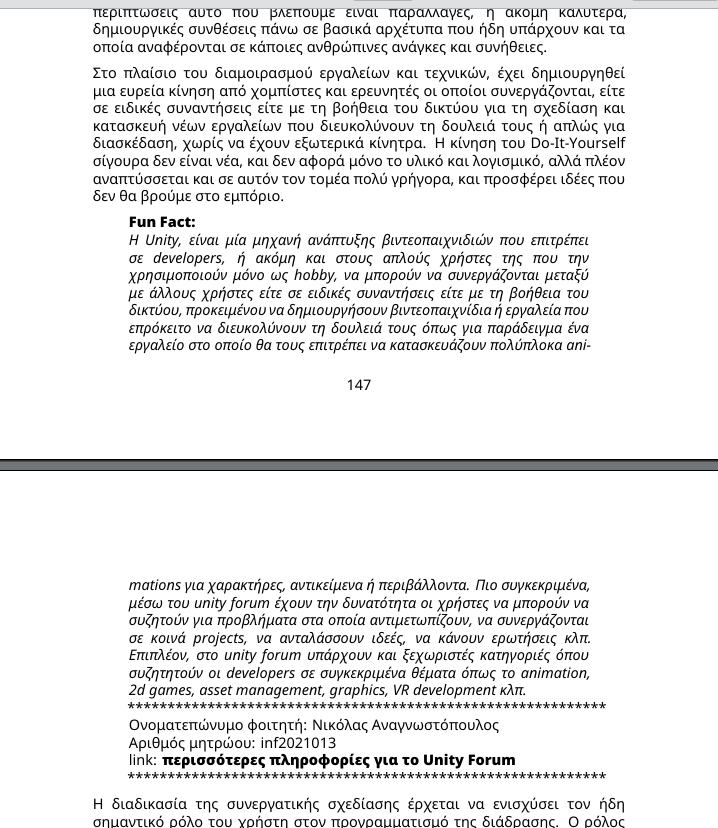 περιπτώσεις αυτό που βλέπουμε είναι παραλλαγές, ή ακόμη καλύτερα,
δημιουργικές συνθέσεις πάνω σε βασικά αρχέτυπα που ήδη υπάρχουν και τα
οποία αναφέρονται σε κάποιες ανθρώπινες ανάγκες και συνήθειες.
Στο πλαίσιο του διαμοιρασμού εργαλείων και τεχνικών, έχει δημιουργηθεί
μια ευρεία κίνηση από χομπίστες και ερευνητές οι οποίοι συνεργάζονται, είτε
σε ειδικές συναντήσεις είτε με τη βοήθεια του δικτύου για τη σχεδίαση και
κατασκευή νέων εργαλείων που διευκολύνουν τη δουλειά τους ή απλώς για
διασκέδαση, χωρίς να έχουν εξωτερικά κίνητρα. Η κίνηση του Do-It-Yourself
σίγουρα δεν είναι νέα, και δεν αφορά μόνο το υλικό και λογισμικό, αλλά πλέον
αναπτύσσεται και σε αυτόν τον τομέα πολύ γρήγορα, και προσφέρει ιδέες που
δεν θα βρούμε στο εμπόριο.
Fun Fact:
Η Unity, είναι μία μηχανή ανάπτυξης βιντεοπαιχνιδιών που επιτρέπει
σε developers, ή ακόμη και στους απλούς χρήστες της που την
χρησιμοποιούν μόνο ως hobby, να μπορούν να συνεργάζονται μεταξύ
με άλλους χρήστες είτε σε ειδικές συναντήσεις είτε με τη βοήθεια του
δικτύου, προκειμένου να δημιουργήσουν βιντεοπαιχνίδια ή εργαλεία που
επρόκειτο να διευκολύνουν τη δουλειά τους όπως για παράδειγμα ένα
εργαλείο στο οποίο θα τους επιτρέπει να κατασκευάζουν πολύπλοκα ani-
147
mations για χαρακτήρες, αντικείμενα ή περιβάλλοντα. Πιο συγκεκριμένα,
μέσω του unity forum έχουν την δυνατότητα οι χρήστες να μπορούν να
συζητούν για προβλήματα στα οποία αντιμετωπίζουν, να συνεργάζονται
σε κοινά projects, να ανταλάσσουν ιδεές, να κάνουν ερωτήσεις κλπ.
Επιπλέον, στο unity forum υπάρχουν και ξεχωριστές κατηγορίες όπου
συζητητούν οι developers σε συγκεκριμένα θέματα όπως το animation,
2d games, asset management, graphics, VR development κλπ.
************************************************************
Ονοματεπώνυμο φοιτητή: Νικόλας Αναγνωστόπουλος
Αριθμός μητρώου: inf2021013
link: περισσότερες πληροφορίες για το Unity Forum
************************************************************
Η διαδικασία της συνεργατικής σχεδίασης έρχεται να ενισχύσει τον ήδη
σημαντικό ρόλο του χρήστη στον προγραμματισμό της διάδρασης. Ο ρόλος